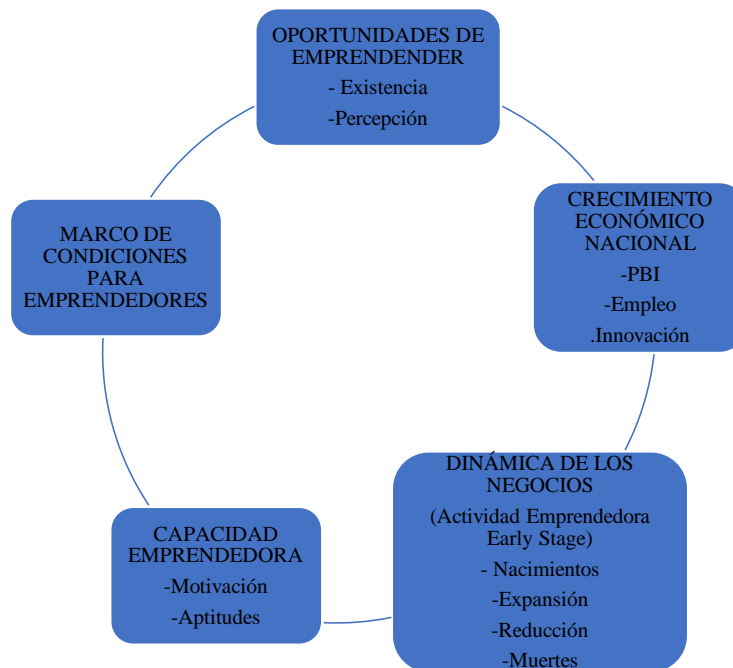 OPORTUNIDADES DE
EMPRENDENDER
- Existencia
-Percepción
CRECIMIENTO
ECONÓMICO
NACIONAL
-PBI
-Empleo
.Innovación
DINÁMICA DE LOS
NEGOCIOS
(Actividad Emprendedora
Early Stage)
- Nacimientos
-Expansión
-Reducción
-Muertes
CAPACIDAD
EMPRENDEDORA
-Motivación
-Aptitudes
MARCO DE
CONDICIONES
PARA
EMPRENDEDORES